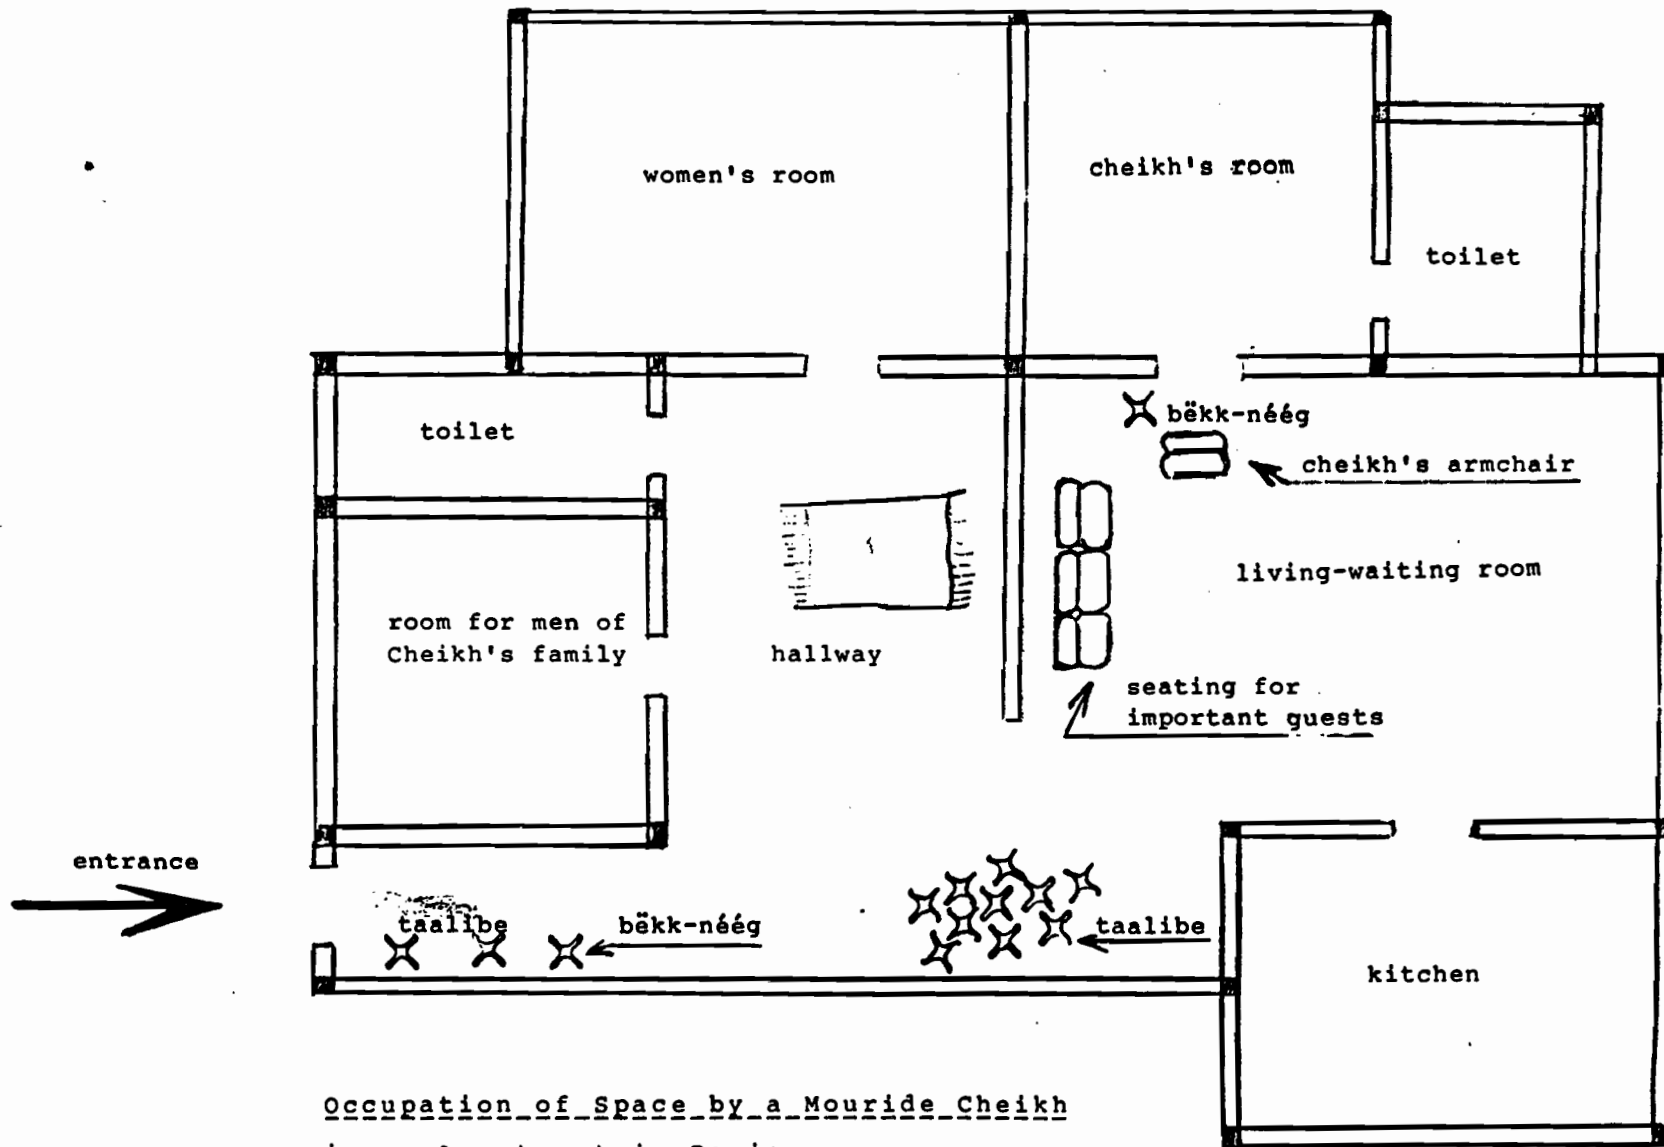 women's room
cheikh's room
toilet
toilet
bëkk-néég
cheikh's armchair
living-waiting room
room for men of
Cheikh's family
hallway
seating for
important guests
entrance
taalibe
bëkk-néég
taalibe
kitchen
Occupation of Space by a Mouride Cheikh